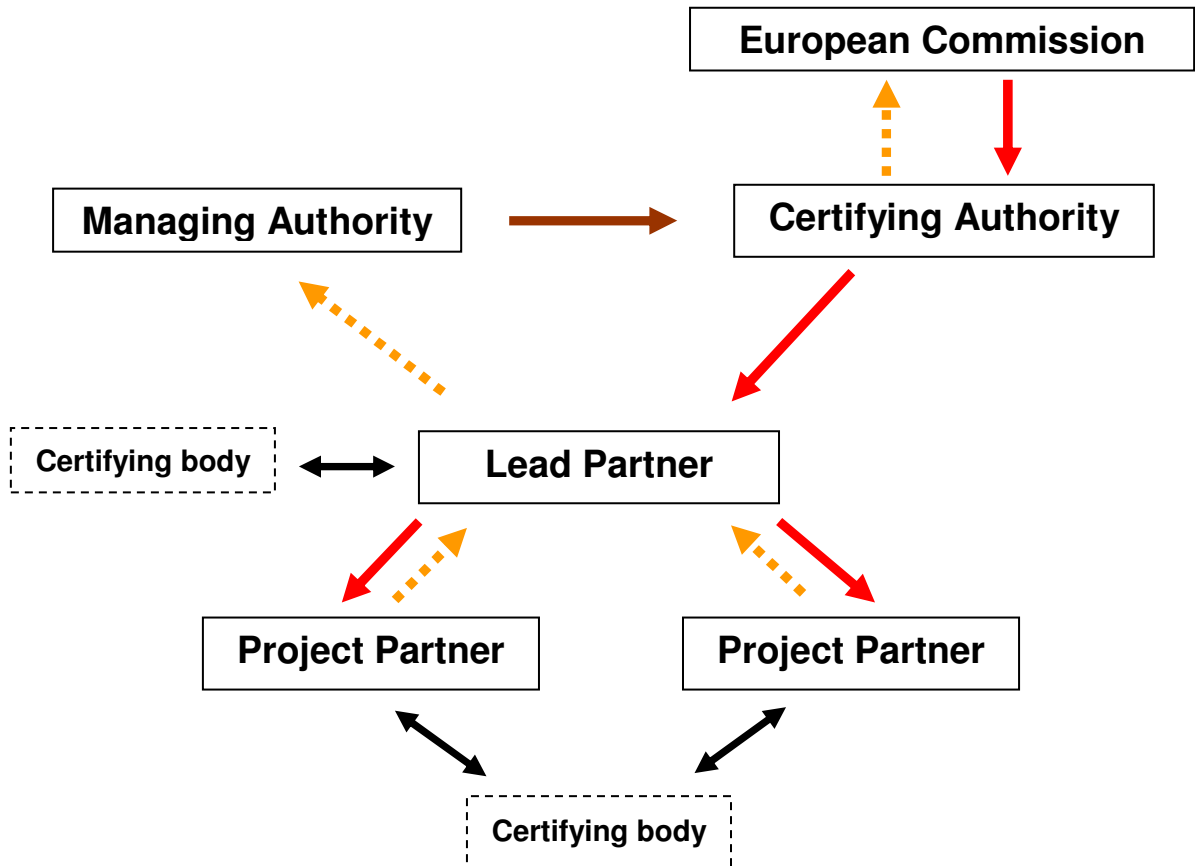 European Commission
Managing Authority
Certifying Authority
Certifying body
Lead Partner
Project Partner
Project Partner
Certifying body